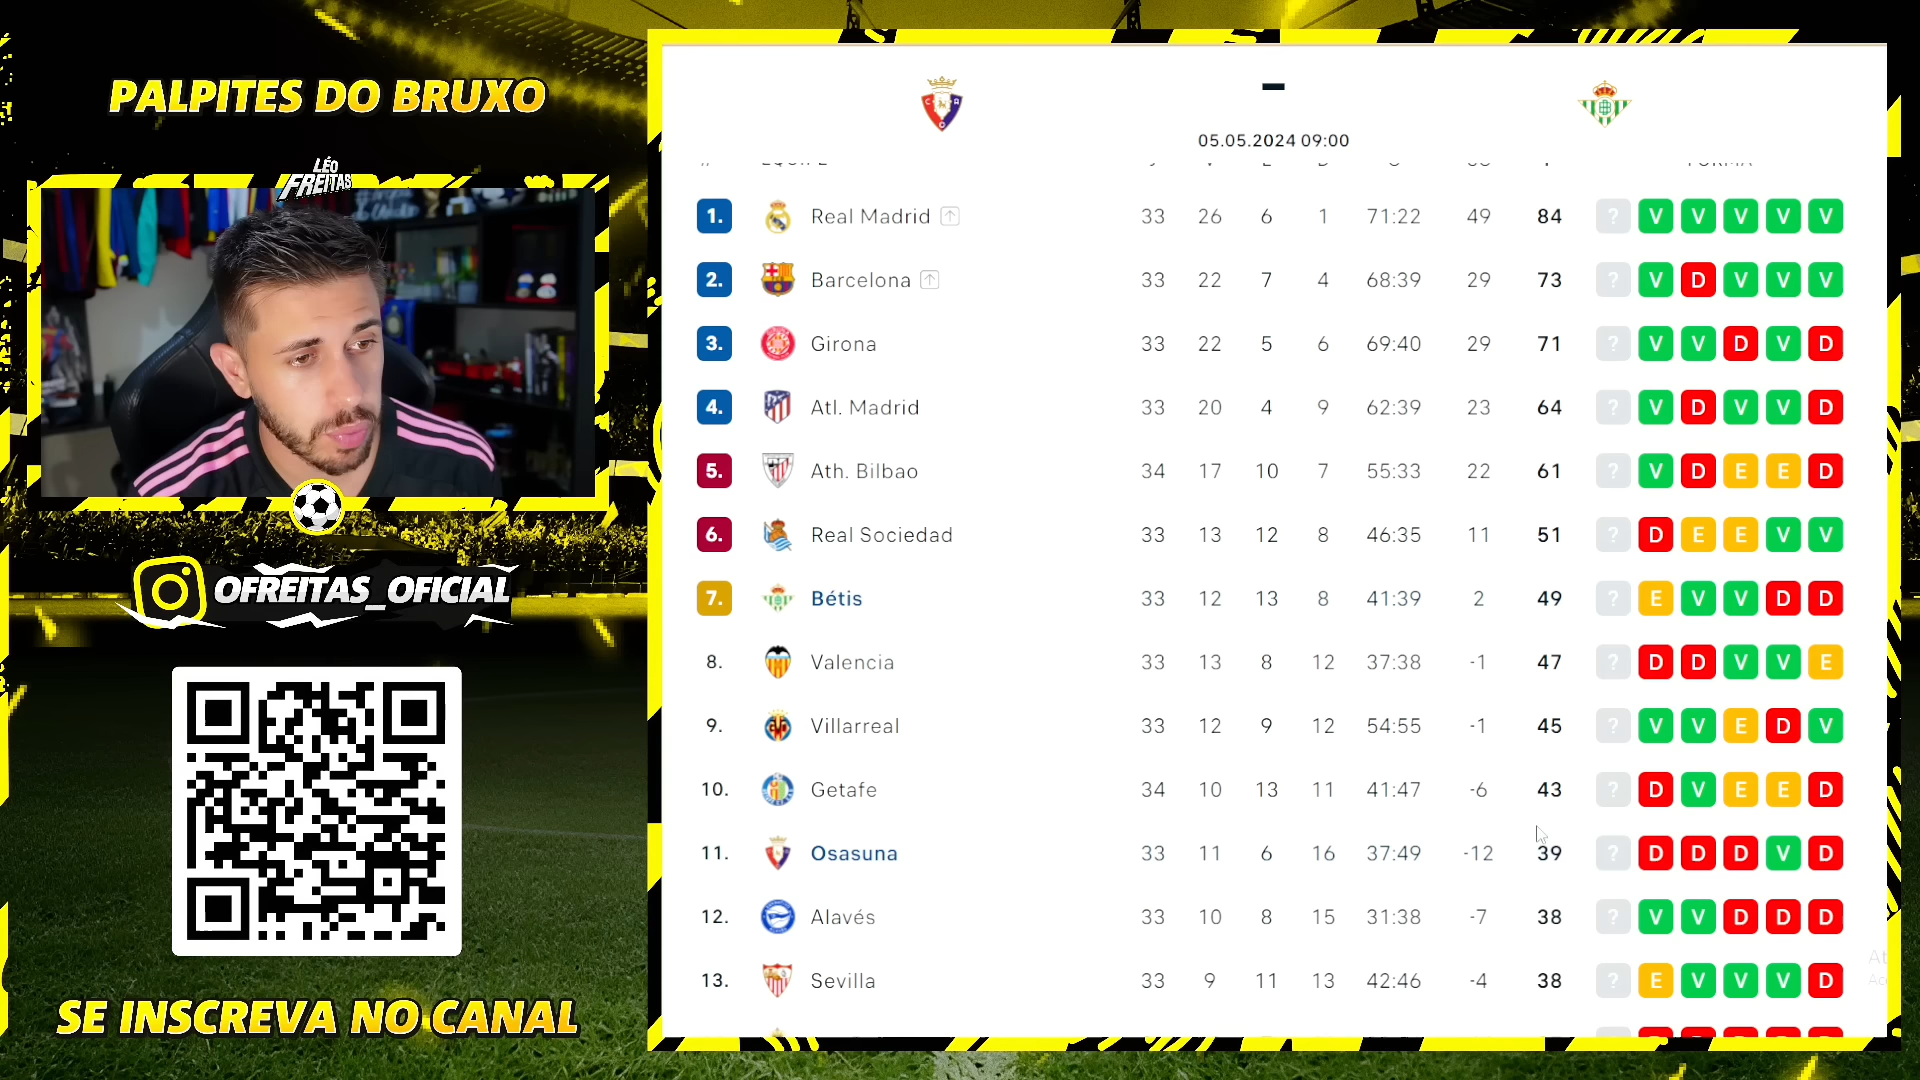 PALPITES DO BRUXO
LÉO
FREITAS
OFREITAS_OFICIAL
SE INSCREVA NO CANAL
-
05.05.2024 09:00
1. Real Madrid 33 26 6 1 71:22 49 84 ? V V V V V
2. Barcelona 33 22 7 4 68:39 29 73 ? V D V V V
3. Girona 33 22 5 6 69:40 29 71 ? V V D V D
4. Atl. Madrid 33 20 4 9 62:39 23 64 ? V D V V D
5. Ath. Bilbao 34 17 10 7 55:33 22 61 ? V D E E D
6. Real Sociedad 33 13 12 8 46:35 11 51 ? D E E V V
7. Bétis 33 12 13 8 41:39 2 49 ? E V V D D
8. Valencia 33 13 8 12 37:38 -1 47 ? D D V V E
9. Villarreal 33 12 9 12 54:55 -1 45 ? V V E D V
10. Getafe 34 10 13 11 41:47 -6 43 ? D V E E D
11. Osasuna 33 11 6 16 37:49 -12 39 ? D D D V D
12. Alavés 33 10 8 15 31:38 -7 38 ? V V D D D
13. Sevilla 33 9 11 13 42:46 -4 38 ? E V V V D